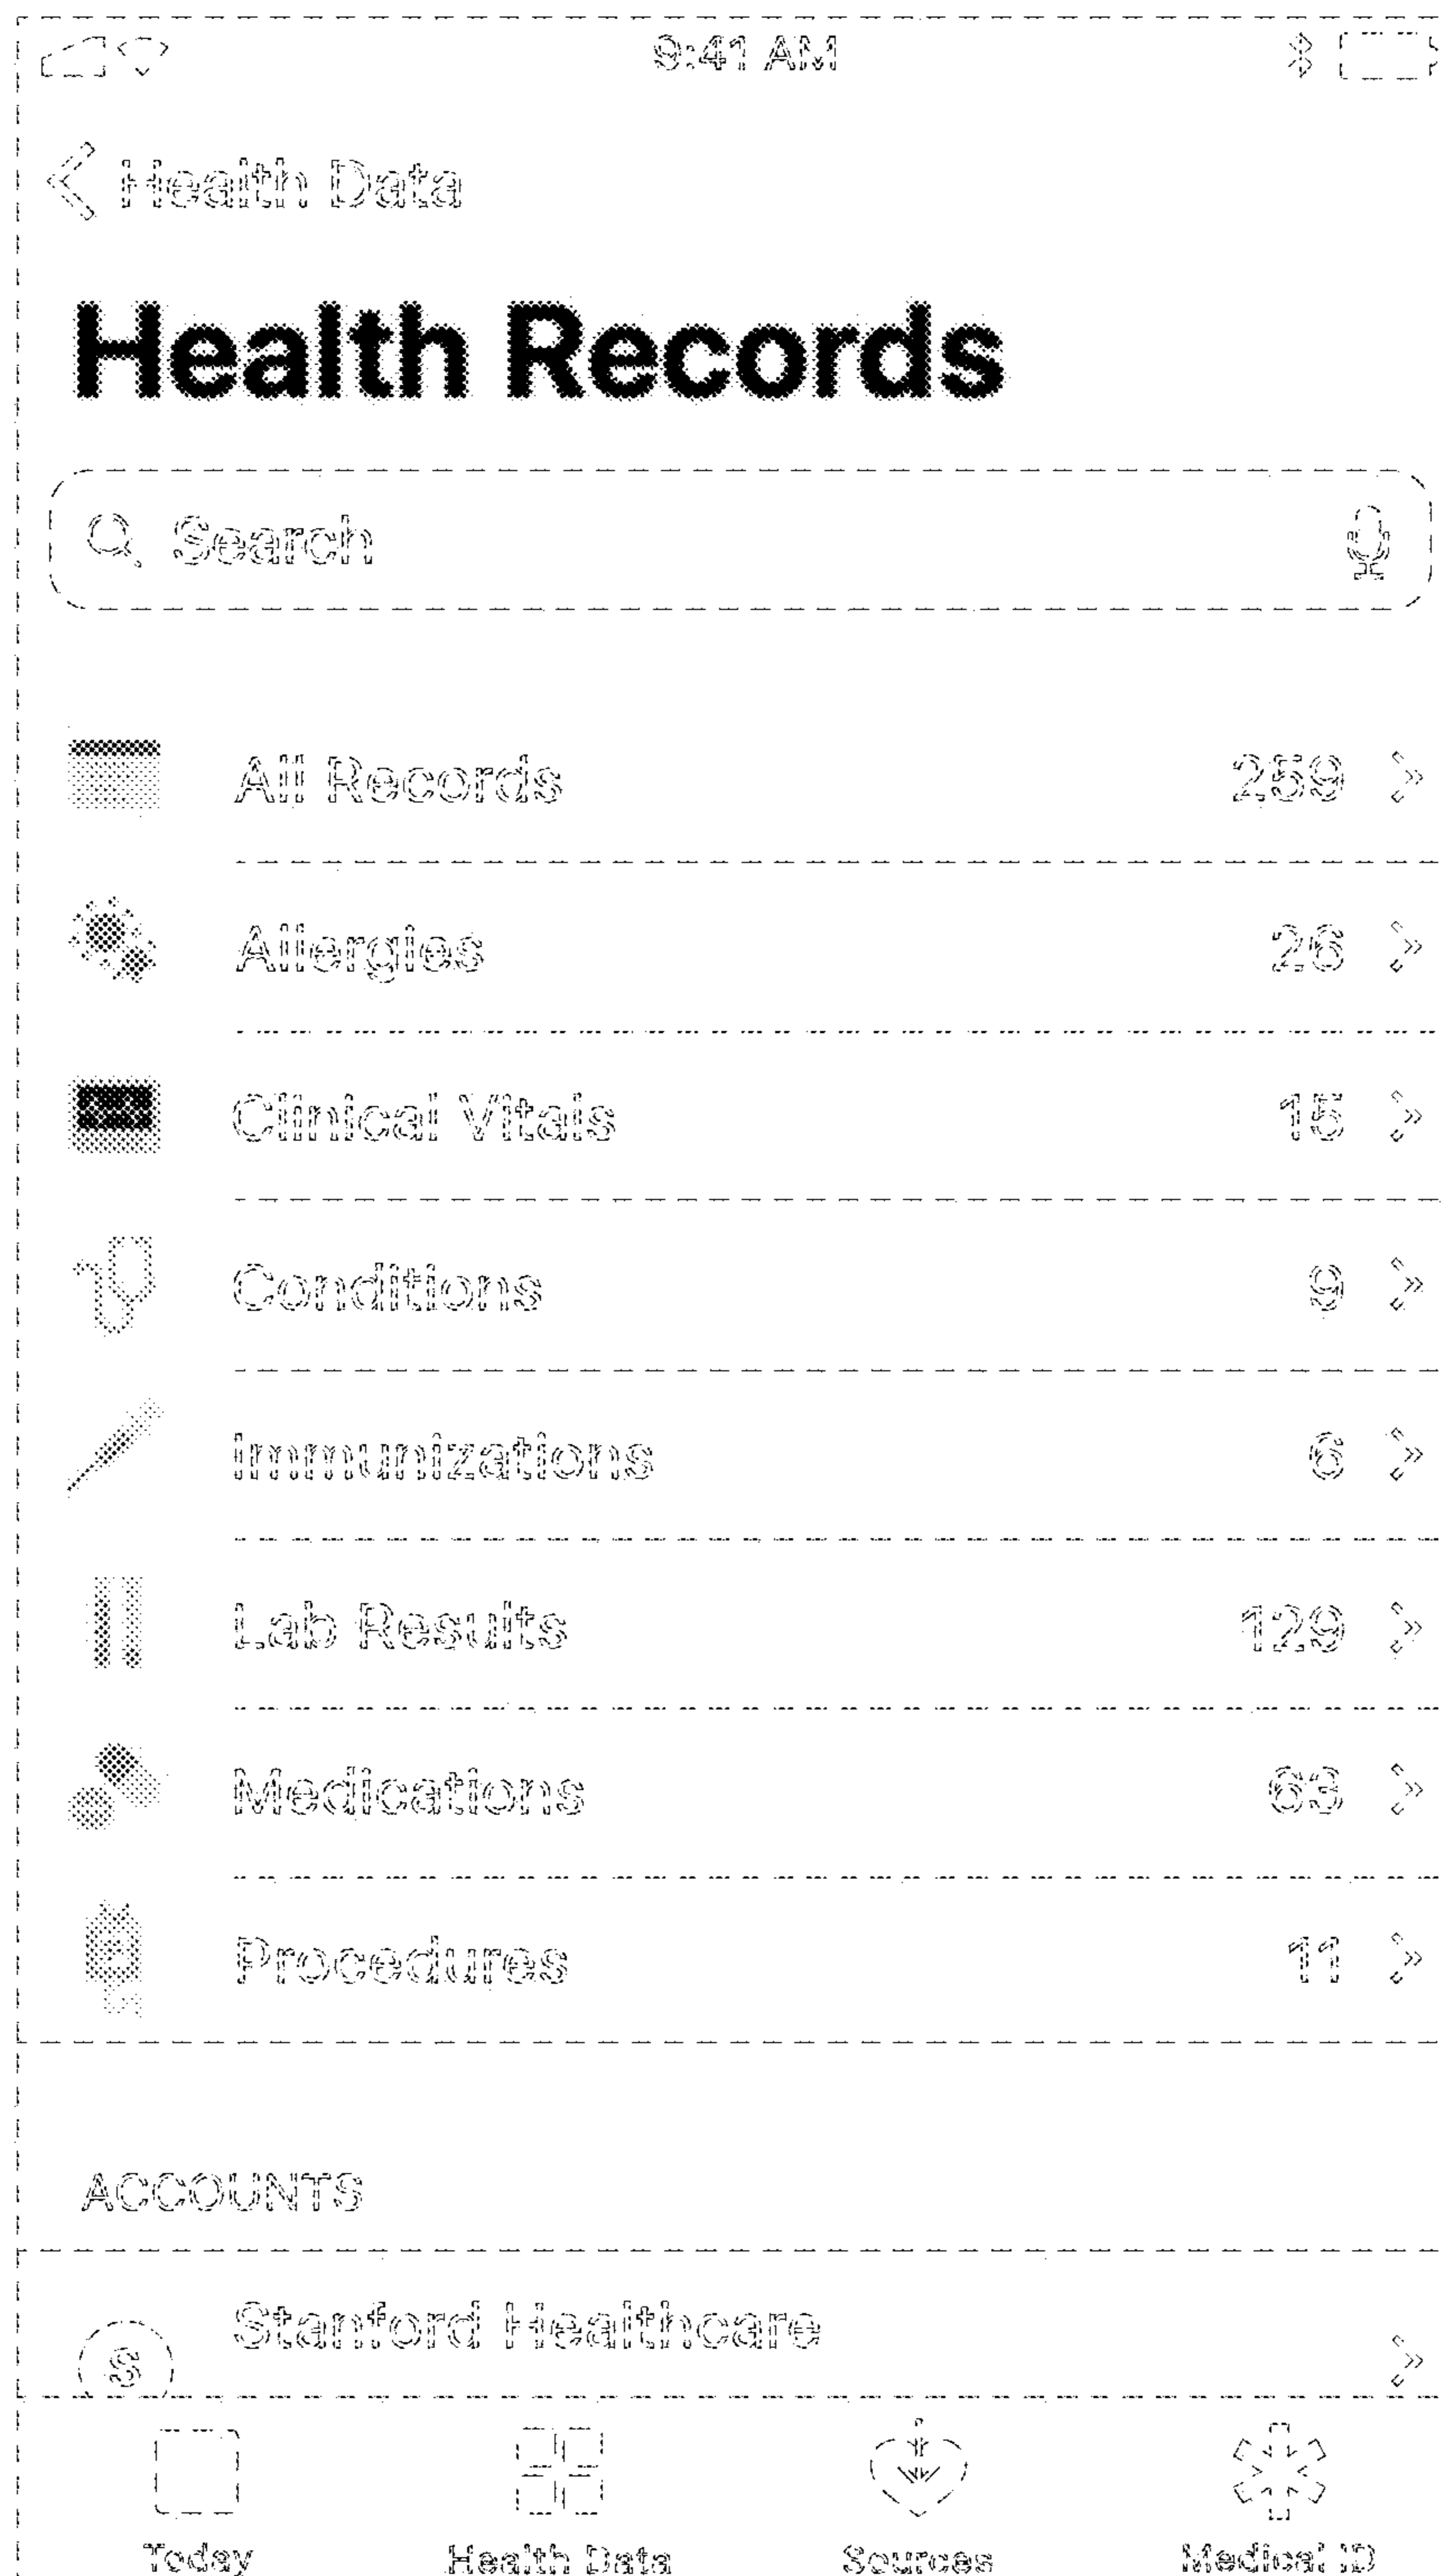 9:41 AM
Health Data
Health Records
Search
All Records 259
Allergies 26
Clinical Vitals 15
Conditions 9
Immunizations 6
Lab Results 129
Medications 63
Procedures 11
ACCOUNTS
Stanford Healthcare
S
Today Health Data Sources Medical ID